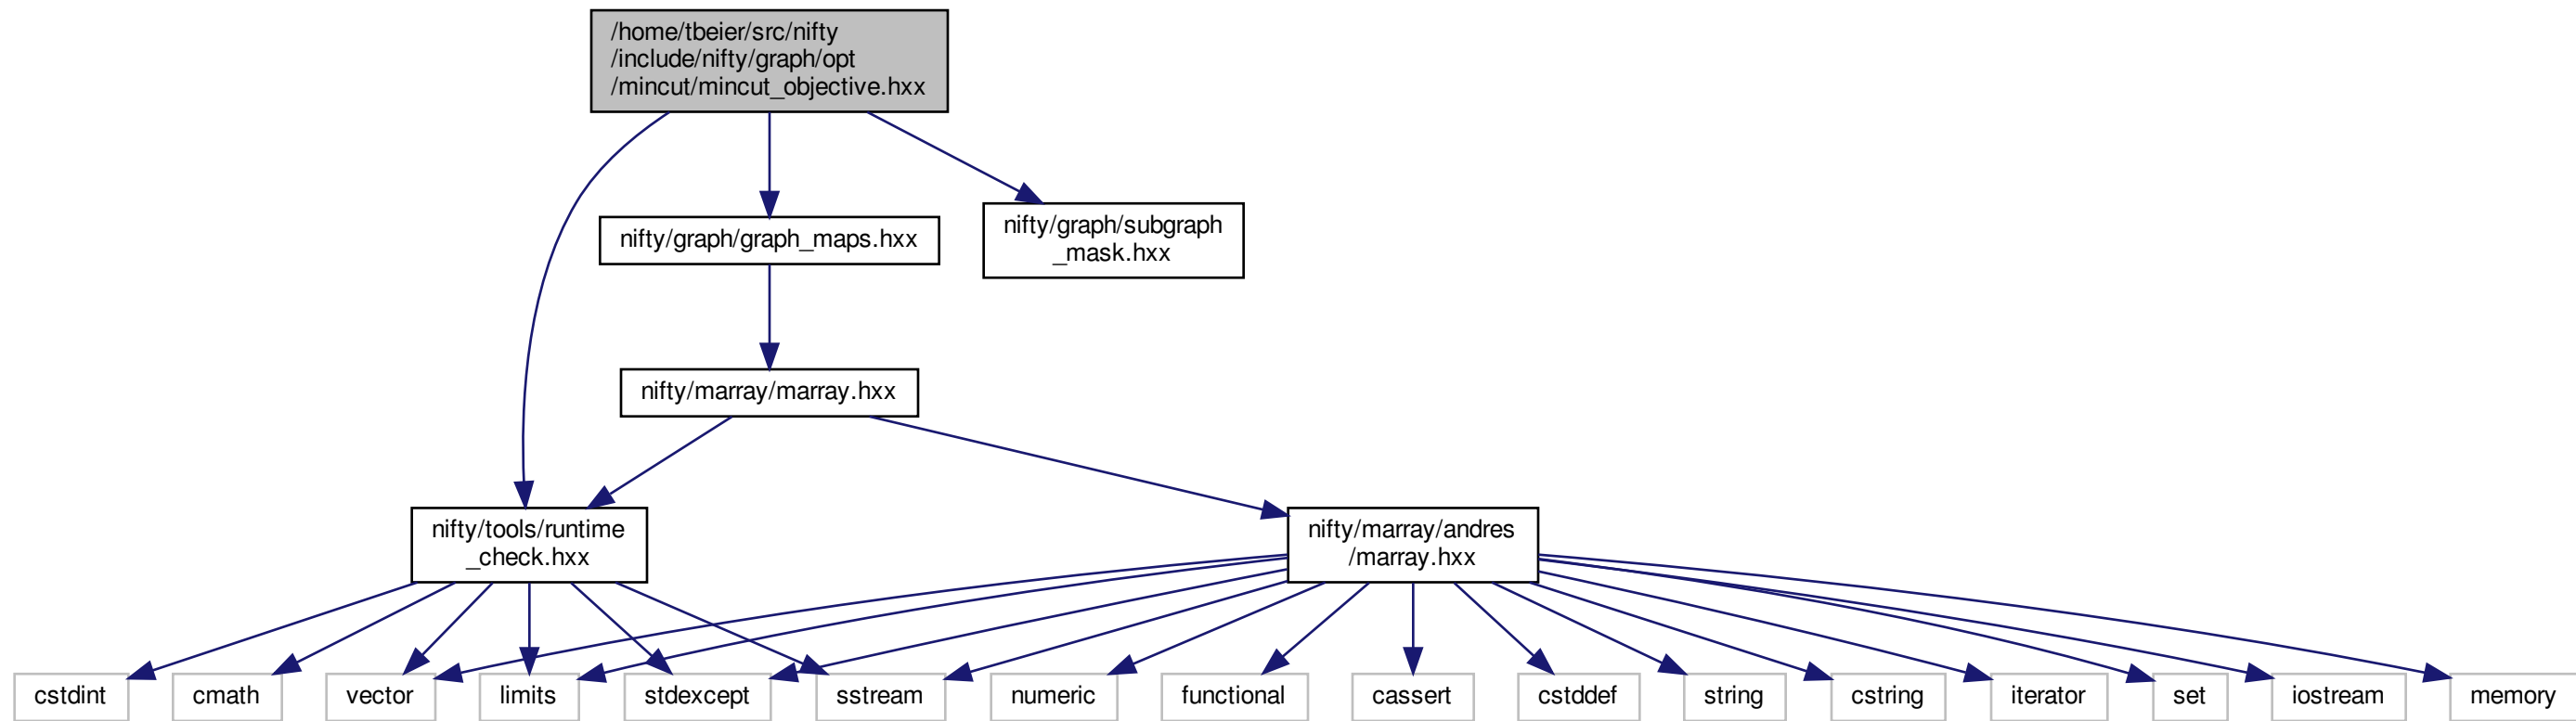 /home/tbeier/src/nifty
/include/nifty/graph/opt
/mincut/mincut_objective.hxx
nifty/graph/graph_maps.hxx
nifty/graph/subgraph
_mask.hxx
nifty/marray/marray.hxx
nifty/tools/runtime
_check.hxx
nifty/marray/andres
/marray.hxx
cstdint
cmath
vector
limits
stdexcept
sstream
numeric
functional
cassert
cstddef
string
cstring
iterator
set
iostream
memory